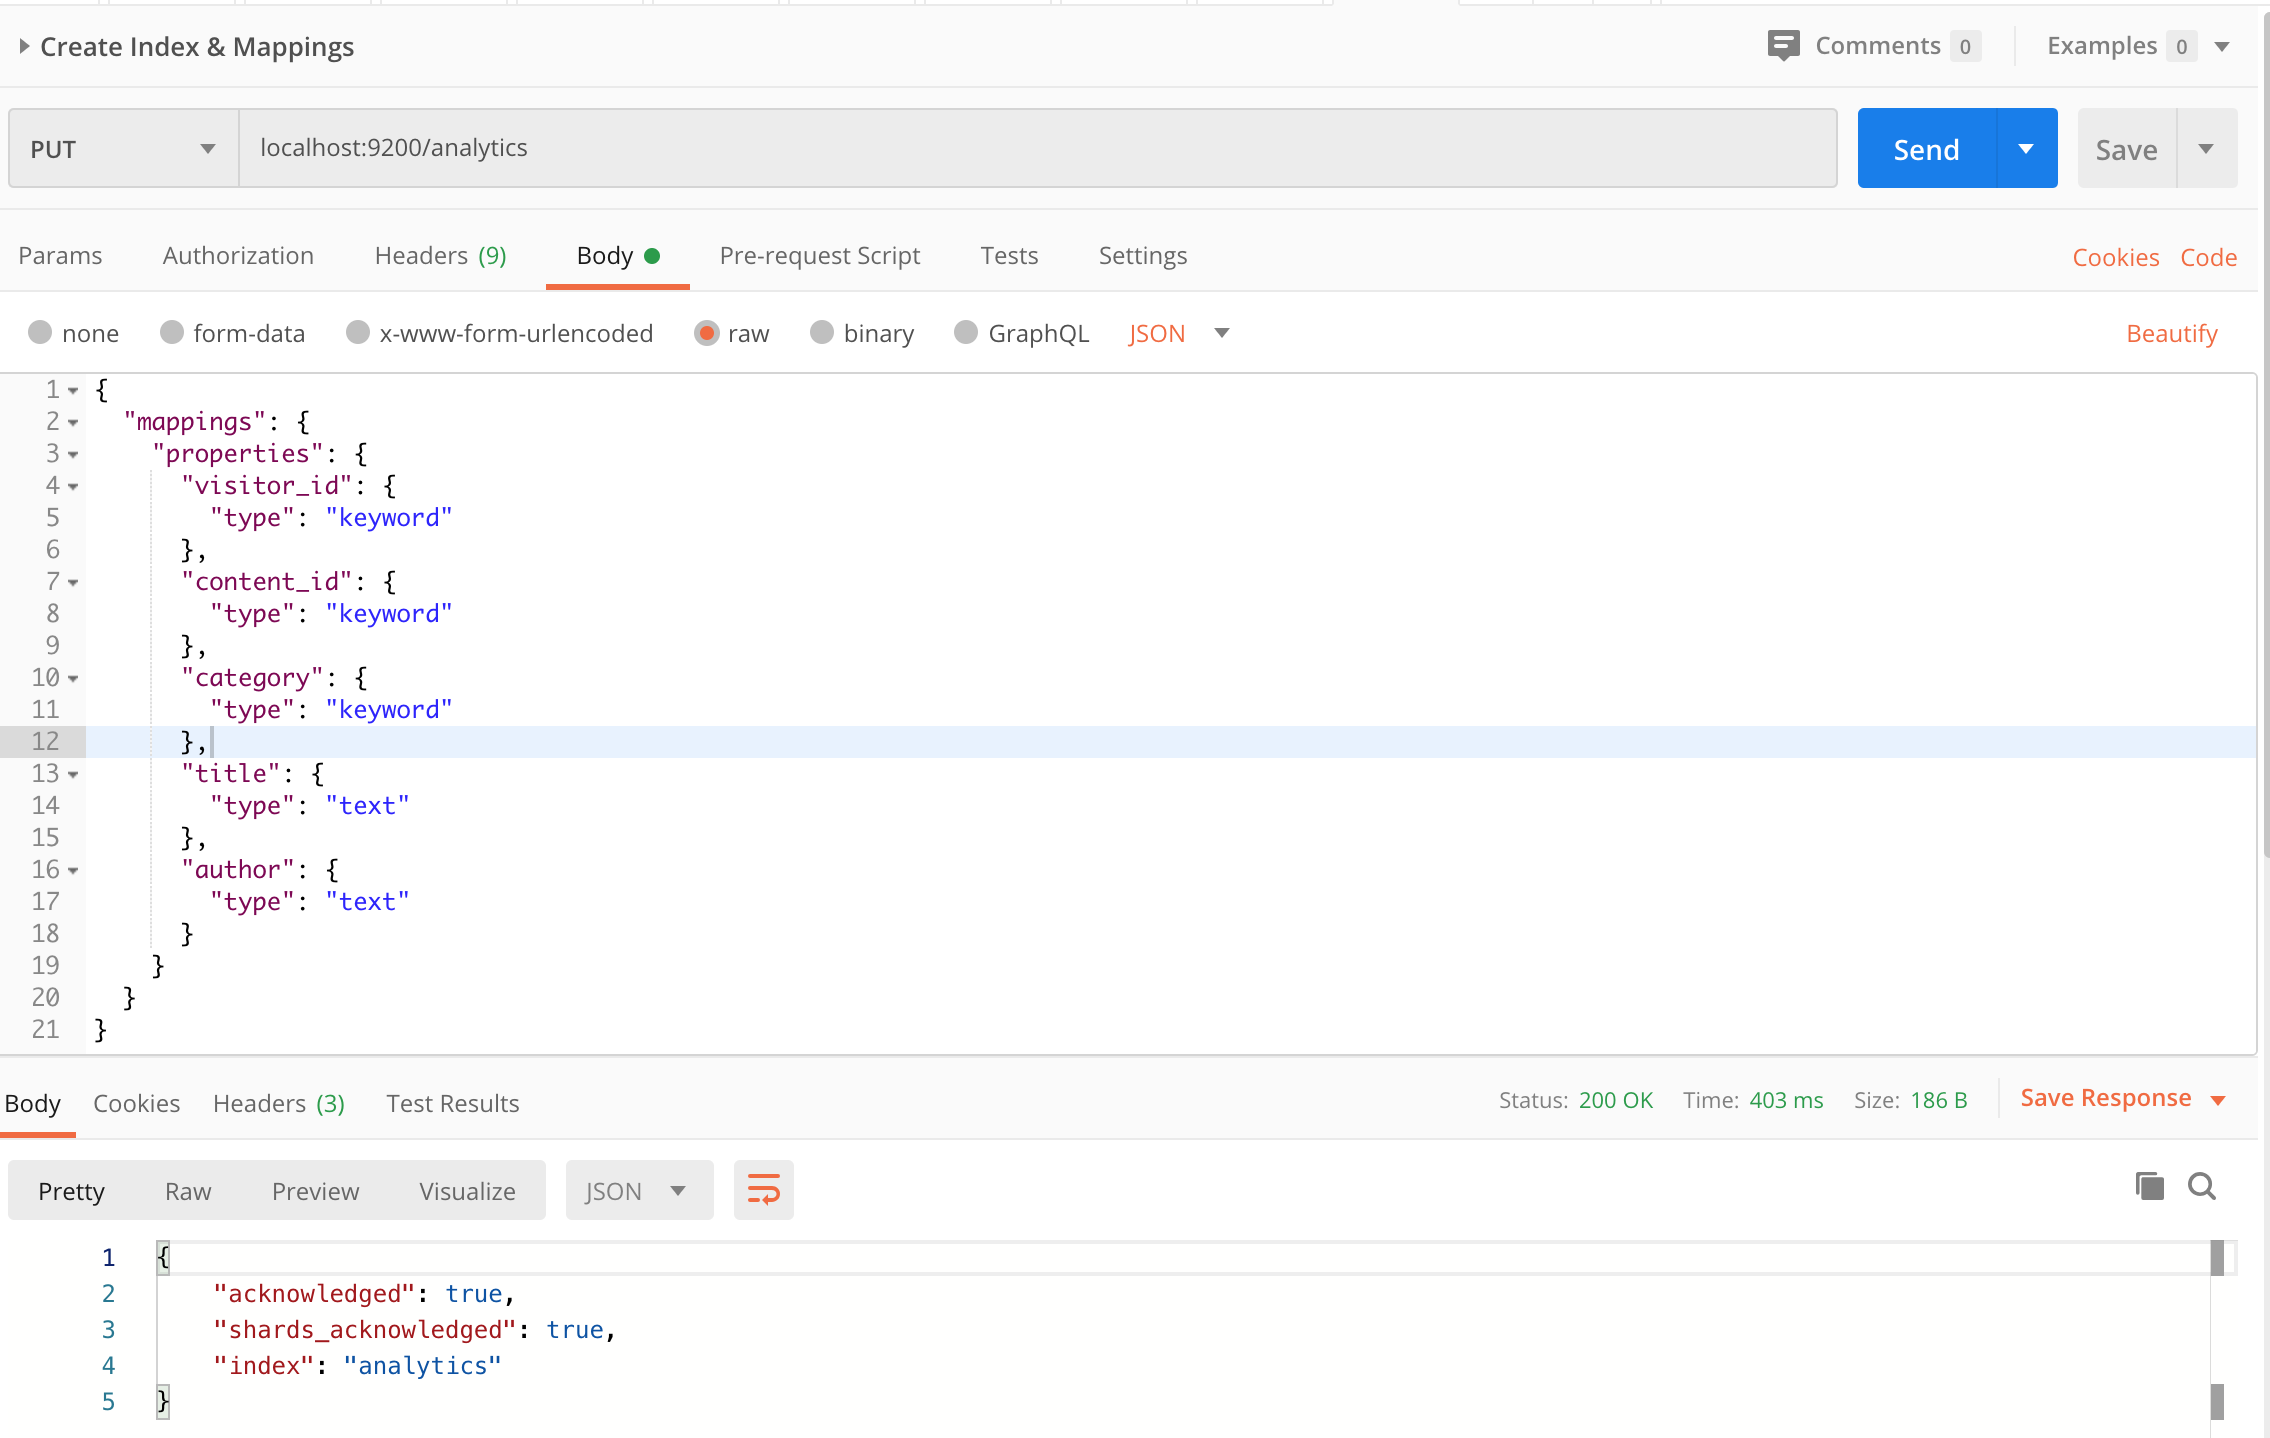 Create Index & Mappings
Comments 0 Examples 0
PUT localhost:9200/analytics Send Save
Params Authorization Headers (9) Body Pre-request Script Tests Settings Cookies Code
none form-data x-www-form-urlencoded raw binary GraphQL JSON Beautify
1 {
2 "mappings": {
3 "properties": {
4 "visitor_id": {
5 "type": "keyword"
6 },
7 "content_id": {
8 "type": "keyword"
9 },
10 "category": {
11 "type": "keyword"
12 },
13 "title": {
14 "type": "text"
15 },
16 "author": {
17 "type": "text"
18 }
19 }
20 }
21 }
Body Cookies Headers (3) Test Results Status: 200 OK Time: 403 ms Size: 186 B Save Response
Pretty Raw Preview Visualize JSON
1 {
2 "acknowledged": true,
3 "shards_acknowledged": true,
4 "index": "analytics"
5 }